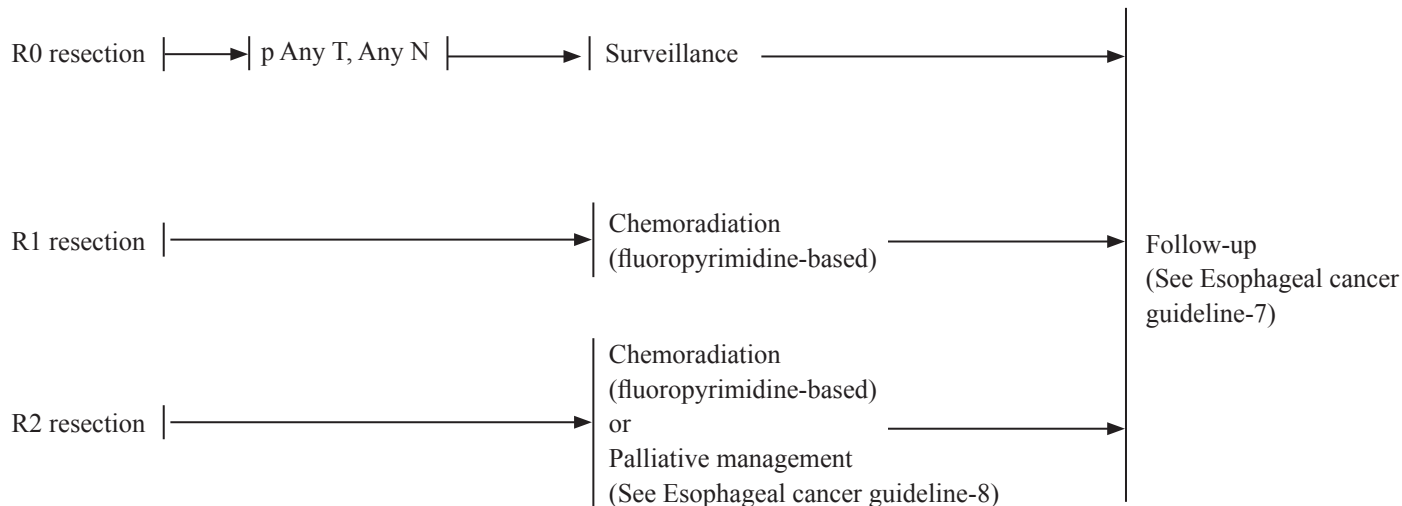 R0 resection
p Any T, Any N
Surveillance
R1 resection
Chemoradiation
(fluoropyrimidine-based)
R2 resection
Chemoradiation
(fluoropyrimidine-based)
or
Palliative management
(See Esophageal cancer guideline-8)
Follow-up
(See Esophageal cancer
guideline-7)